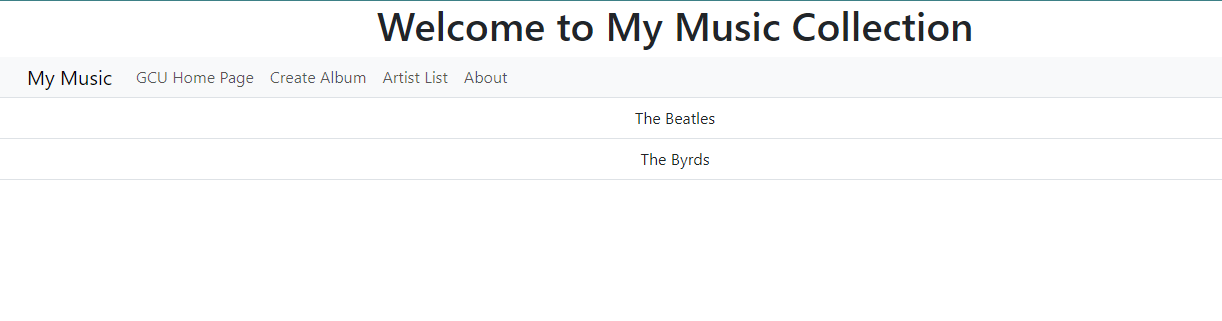 Welcome to My Music Collection
My Music GCU Home Page Create Album Artist List About
The Beatles
The Byrds